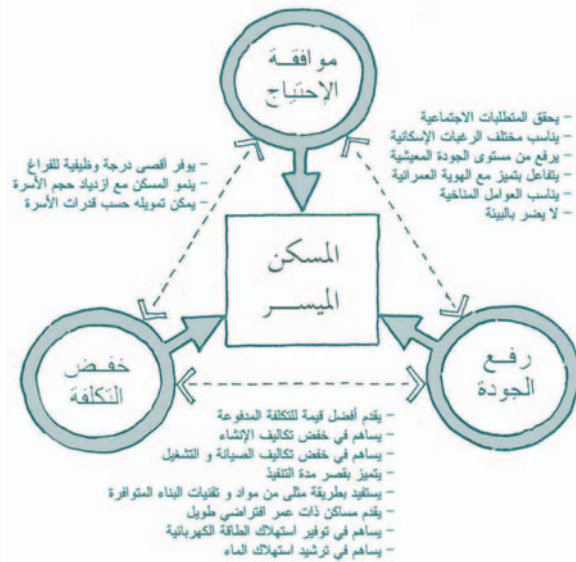 موافقة
الإحتياج
- يحقق المتطلبات الاجتماعية
- يناسب مختلف الرغبات الإسكانية
- يرفع من مستوى الجودة المعيشية
- يتفاعل بتميز مع الهوية العمرانية
- يناسب العوامل المناخية
- لا يضر بالبيئة
- يوفر أقصى درجة وظيفية للفراغ
- ينمو المسكن مع ازدياد حجم الأسرة
- يمكن تمويله حسب قدرات الأسرة
المسكن
الميسر
رفع
الجودة
خفض
التكلفة
- يقدم أفضل قيمة للتكلفة المدفوعة
- يساهم في خفض تكاليف الإنشاء
- يساهم في خفض تكاليف الصيانة و التشغيل
- يتميز بقصر مدة التنفيذ
- يستفيد بطريقة مثلى من مواد و تقنيات البناء المتوافرة
- يقدم مساكن ذات عمر افتراضي طويل
- يساهم في توفير استهلاك الطاقة الكهربائية
- يساهم في ترشيد استهلاك الماء